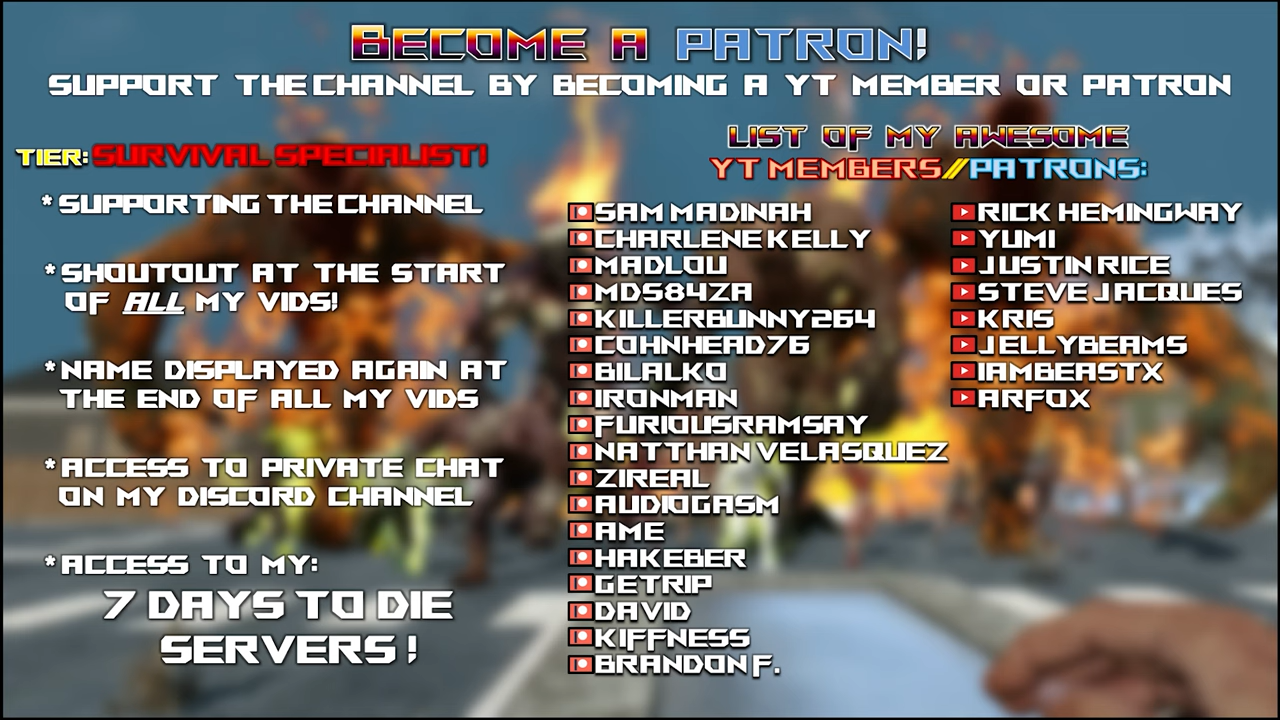 BECOME A PATRON!
SUPPORT THE CHANNEL BY BECOMING A YT MEMBER OR PATRON
TIER: SURVIVAL SPECIALIST!
* SUPPORTING THE CHANNEL
* SHOUTOUT AT THE START
OF ALL MY VIDS!
* NAME DISPLAYED AGAIN AT
THE END OF ALL MY VIDS
* ACCESS TO PRIVATE CHAT
ON MY DISCORD CHANNEL
* ACCESS TO MY:
7 DAYS TO DIE
SERVERS !
LIST OF MY AWESOME
YT MEMBERS//PATRONS:
SAM MADINAH
CHARLENE KELLY
MADLOU
MDS84ZA
KILLERBUNNY264
COHNHEAD76
BILALKO
IRONMAN
FURIOUSRAMSAY
NATTHAN VELASQUEZ
ZIREAL
AUDIOGASM
AME
HAKEBER
GETRIP
DAVID
KIFFNESS
BRANDON F.
RICK HEMINGWAY
YUMI
JUSTIN RICE
STEVE JACQUES
KRIS
JELLYBEAMS
IAMBEASTX
ARFOX